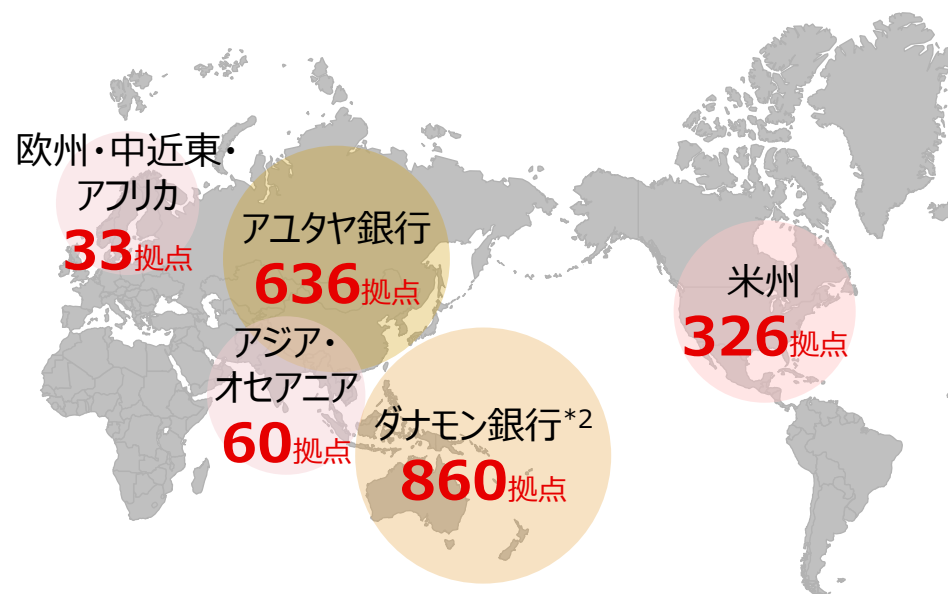 欧州・中近東・
アフリカ
33拠点
アユタヤ銀行
636拠点
アジア・
オセアニア
60拠点
ダナモン銀行*2
860拠点
米州
326拠点